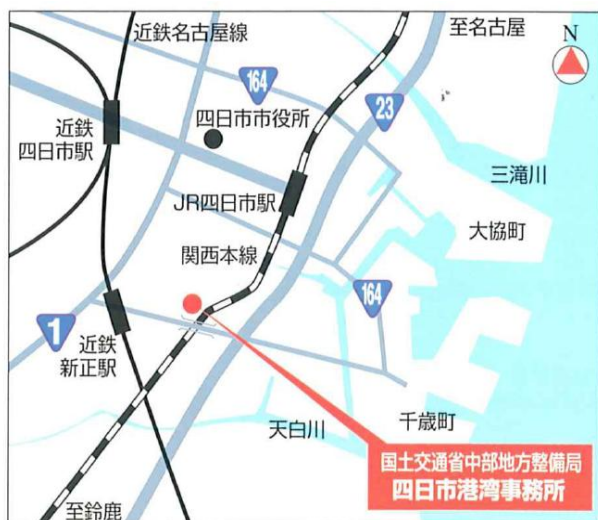 近鉄名古屋線
至名古屋
N
164
23
四日市市役所
近鉄
四日市駅
三滝川
JR四日市駅
大協町
関西本線
164
1
近鉄
新正駅
天白川
千歳町
国土交通省中部地方整備局
四日市港湾事務所
至鈴鹿